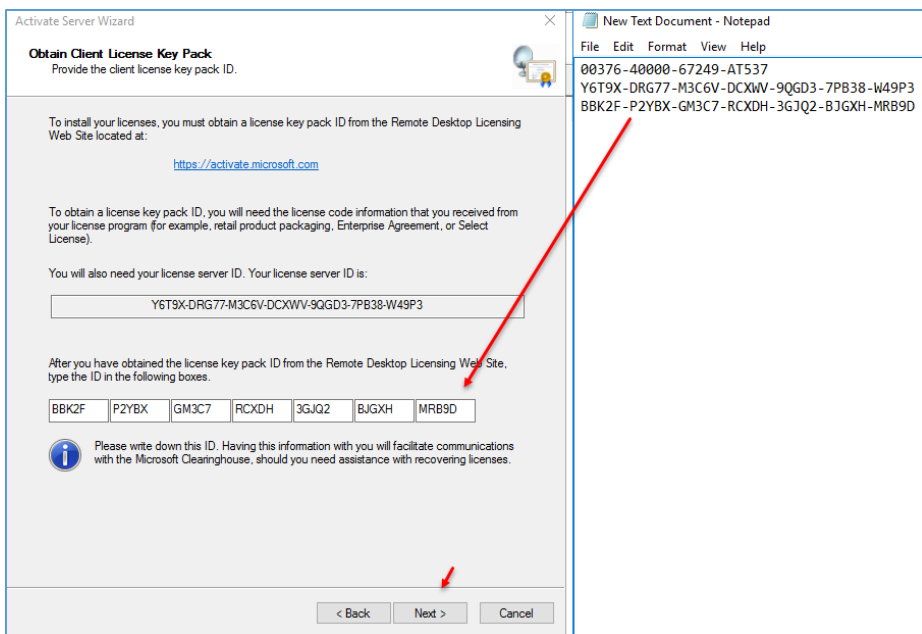 Activate Server Wizard
Obtain Client License Key Pack
Provide the client license key pack ID.
To install your licenses, you must obtain a license key pack ID from the Remote Desktop Licensing
Web Site located at:
https://activate.microsoft.com
To obtain a license key pack ID, you will need the license code information that you received from
your license program (for example, retail product packaging, Enterprise Agreement, or Select
License).
You will also need your license server ID. Your license server ID is:
Y6T9X-DRG77-M3C6V-DCXWV-9QGD3-7PB38-W49P3
After you have obtained the license key pack ID from the Remote Desktop Licensing Web Site,
type the ID in the following boxes.
BBK2F P2YBX GM3C7 RCXDH 3GJQ2 BJGXH MRB9D
Please write down this ID. Having this information with you will facilitate communications
with the Microsoft Clearinghouse, should you need assistance with recovering licenses.
< Back Next > Cancel
New Text Document - Notepad
File Edit Format View Help
00376-40000-67249-AT537
Y6T9X-DRG77-M3C6V-DCXWV-9QGD3-7PB38-W49P3
BBK2F-P2YBX-GM3C7-RCXDH-3GJQ2-BJGXH-MRB9D